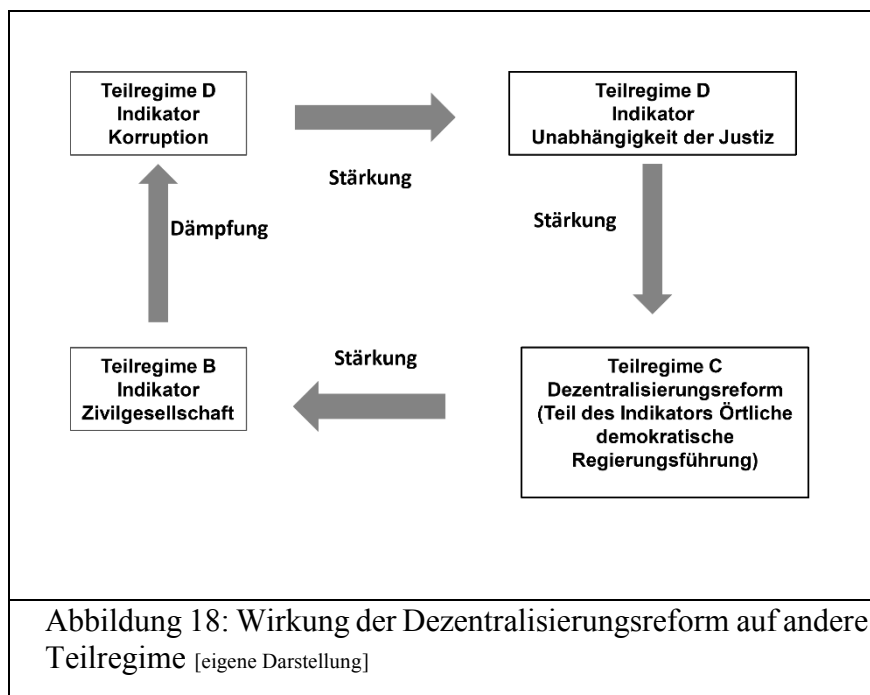 Teilregime D
Indikator
Korruption
Stärkung
Teilregime D
Indikator
Unabhängigkeit der Justiz
Dämpfung
Stärkung
Teilregime B
Indikator
Zivilgesellschaft
Stärkung
Teilregime C
Dezentralisierungsreform
(Teil des Indikators Örtliche
demokratische
Regierungsführung)
Abbildung 18: Wirkung der Dezentralisierungsreform auf andere
Teilregime [eigene Darstellung]